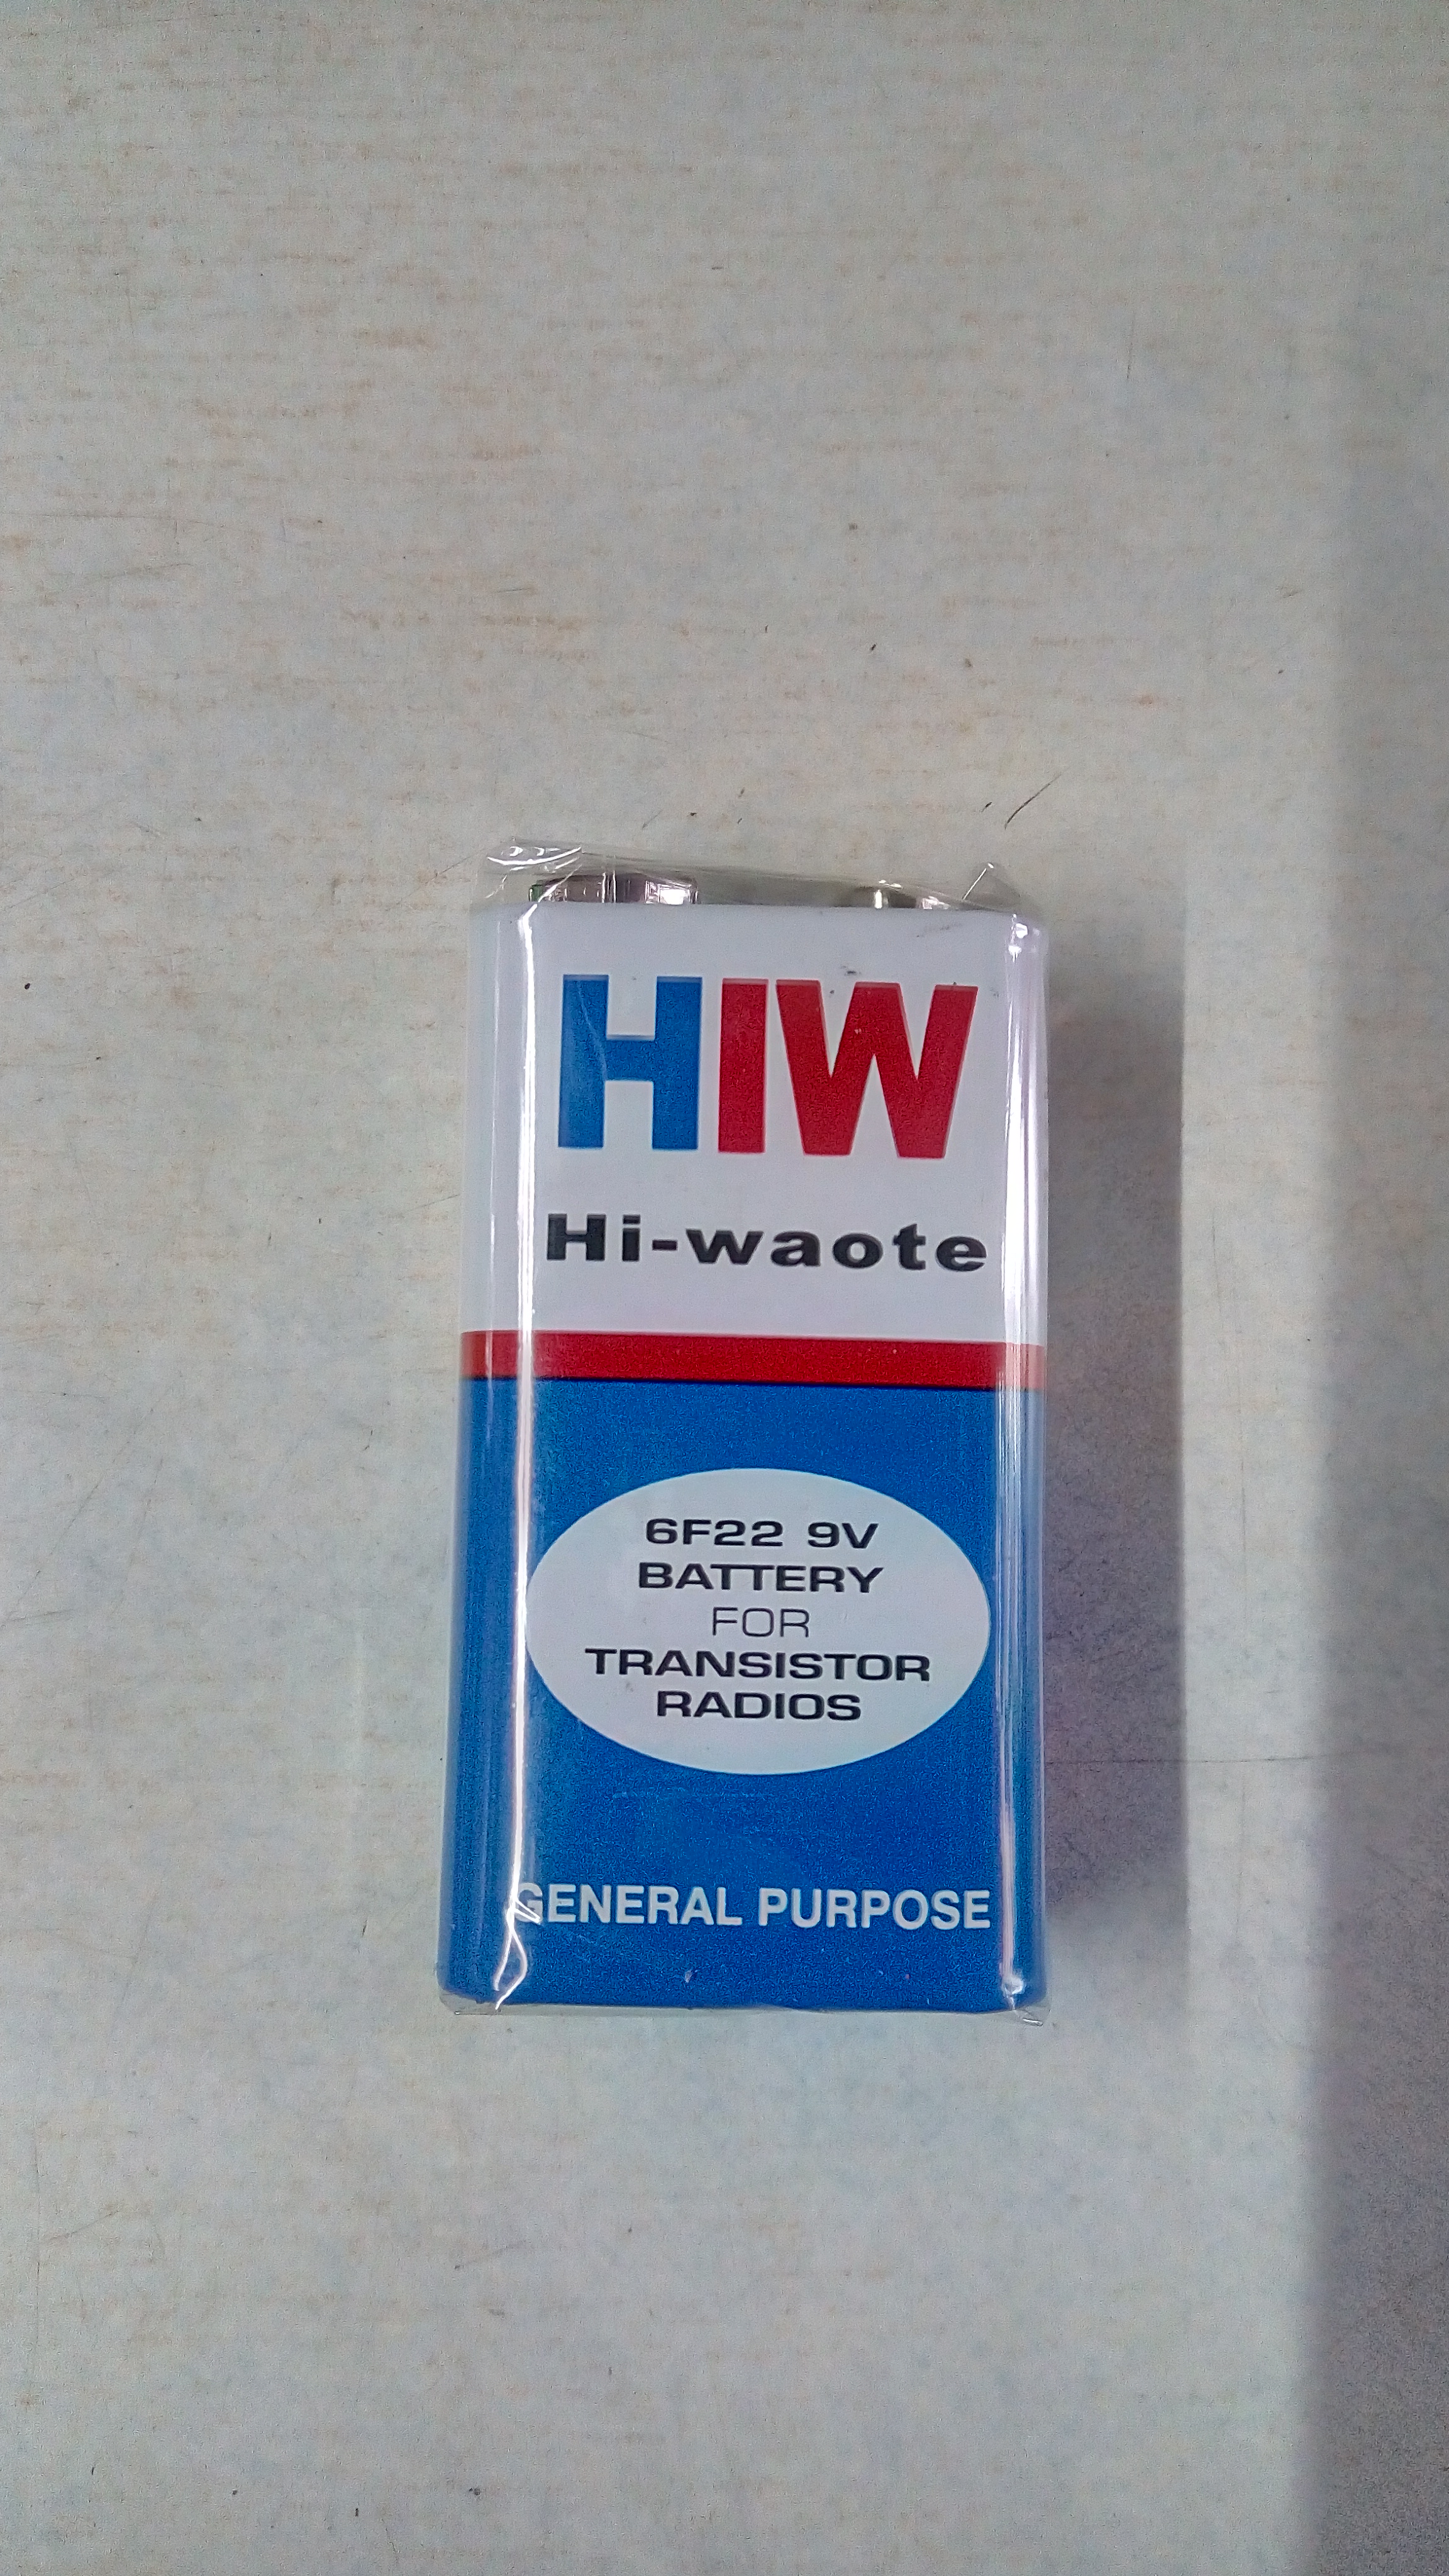 HIW
Hi-waote
6F22 9V
BATTERY
FOR
TRANSISTOR
RADIOS
GENERAL PURPOSE